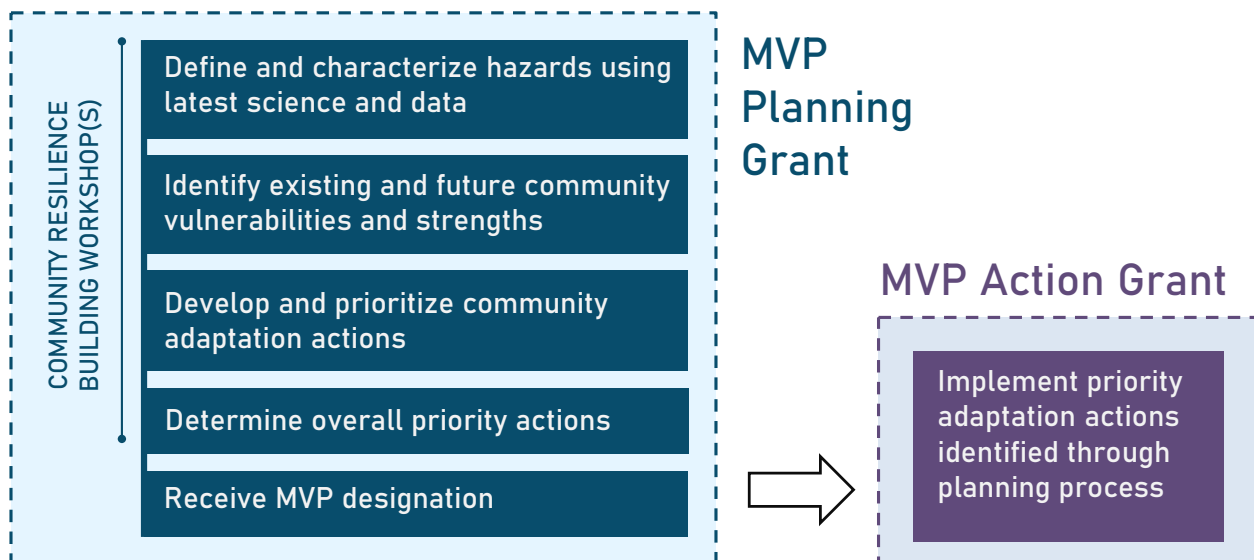 COMMUNITY RESILIENCE
BUILDING WORKSHOP(S)
Define and characterize hazards using
latest science and data
Identify existing and future community
vulnerabilities and strengths
Develop and prioritize community
adaptation actions
Determine overall priority actions
Receive MVP designation
MVP
Planning
Grant
MVP Action Grant
Implement priority
adaptation actions
identified through
planning process